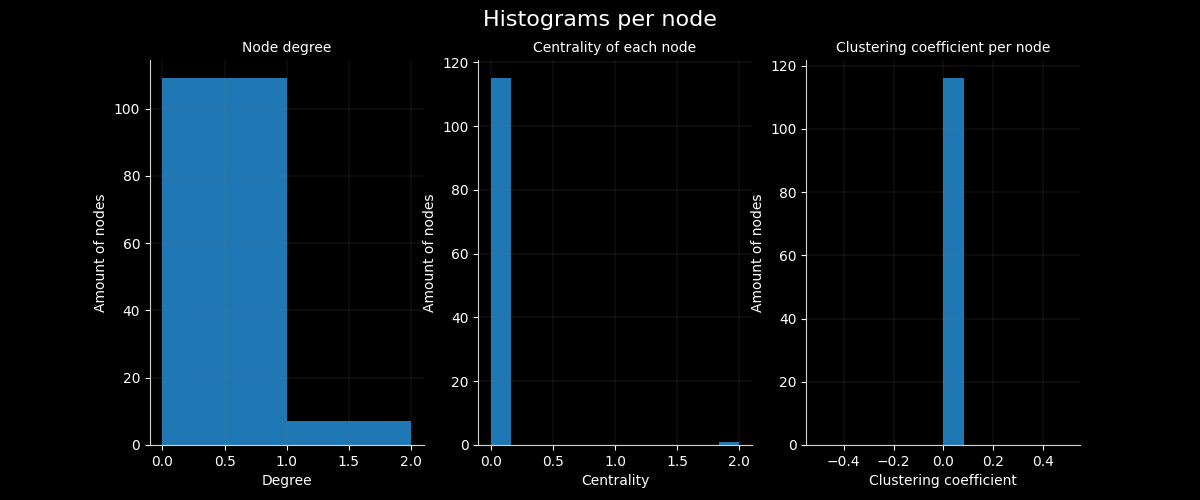 Histograms per node
Node degree
Amount of nodes
100
80
60
40
20
0
0.0 0.5 1.0 1.5 2.0
Degree
Centrality of each node
Amount of nodes
120
100
80
60
40
20
0
0.0 0.5 1.0 1.5 2.0
Centrality
Clustering coefficient per node
Amount of nodes
120
100
80
60
40
20
0
−0.4 −0.2 0.0 0.2 0.4
Clustering coefficient